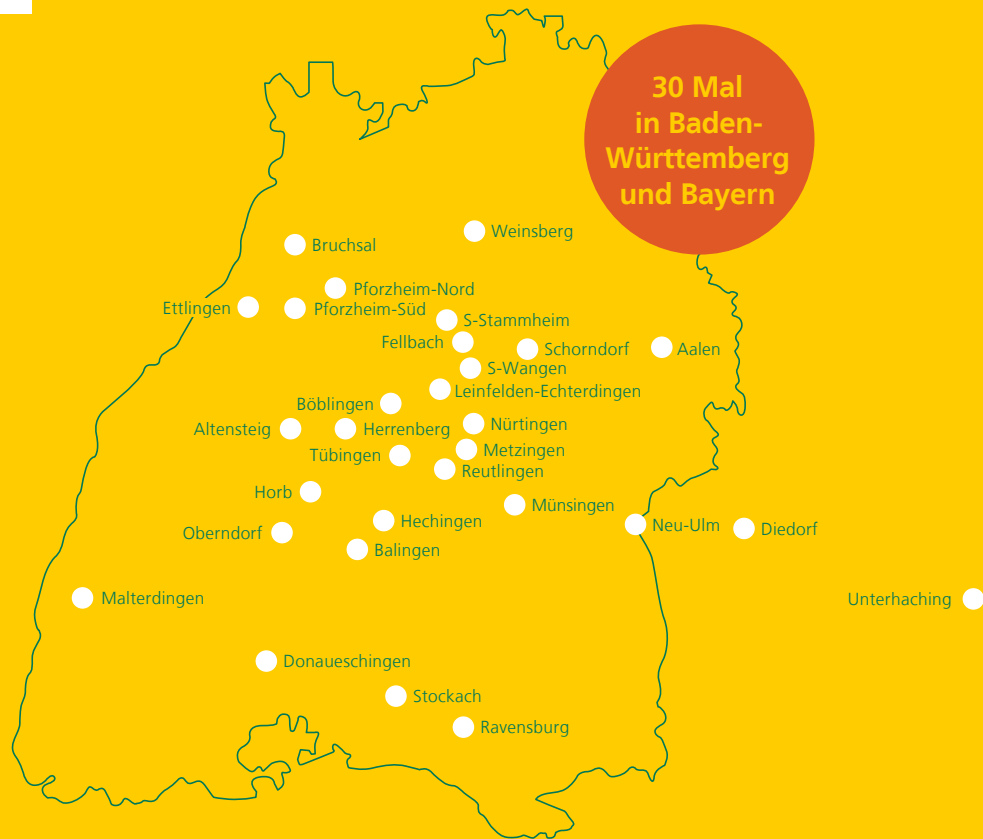 30 Mal
in Baden-
Württemberg
und Bayern
Weinsberg
Bruchsal
Pforzheim-Nord
Ettlingen
Pforzheim-Süd
S-Stammheim
Fellbach
Schorndorf
Aalen
S-Wangen
Leinfelden-Echterdingen
Böblingen
Altensteig
Herrenberg
Nürtingen
Tübingen
Metzingen
Reutlingen
Horb
Münsingen
Hechingen
Neu-Ulm
Diedorf
Oberndorf
Balingen
Malterdingen
Unterhaching
Donaueschingen
Stockach
Ravensburg